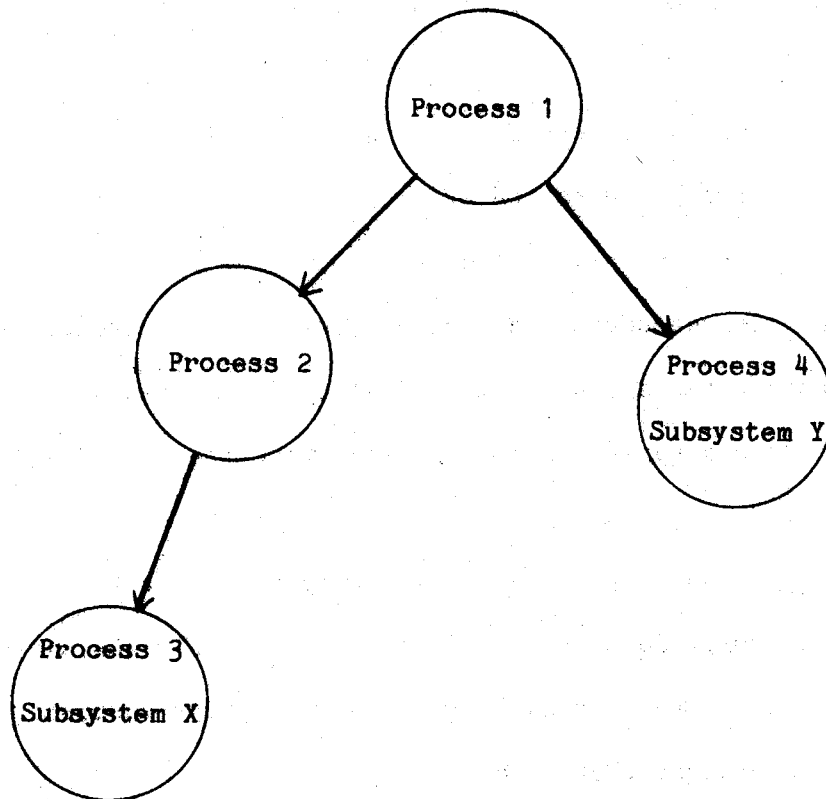 Process 1
Process 2
Process 4
Subsystem Y
Process 3
Subsystem X